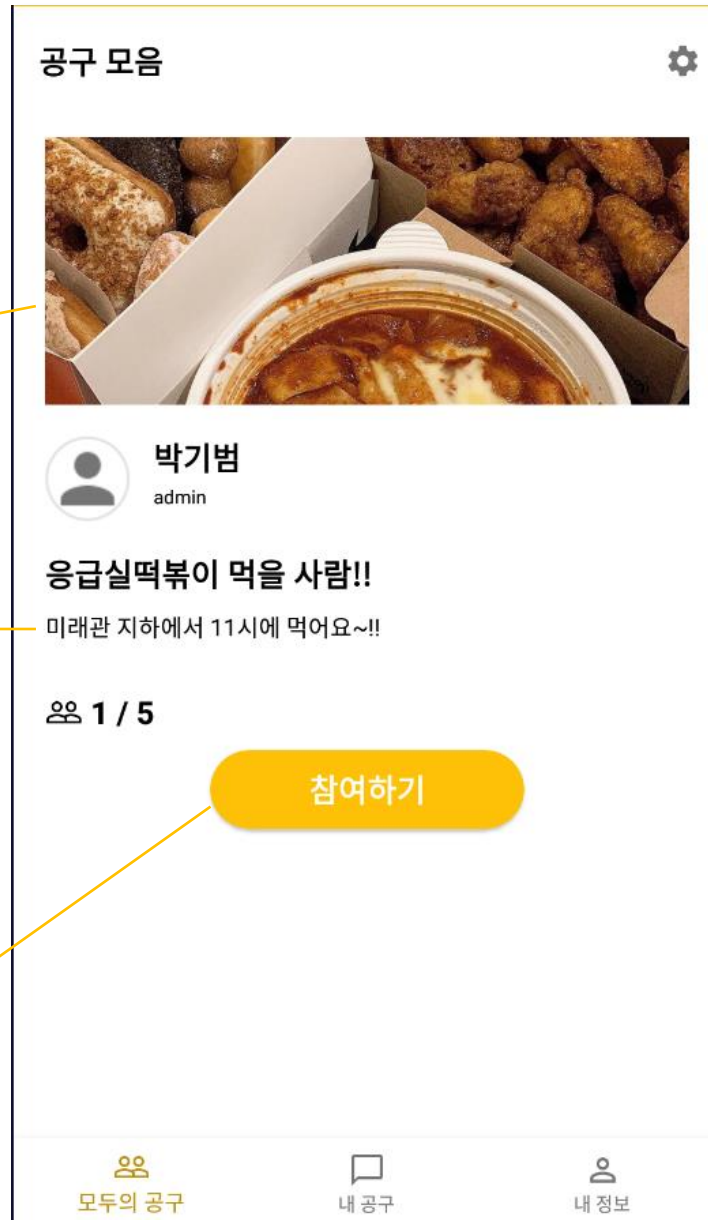 공구 모음
박기범
admin
응급실떡볶이 먹을 사람!!
미래관 지하에서 11시에 먹어요~!!
1 / 5
참여하기
모두의 공구
내 공구
내 정보